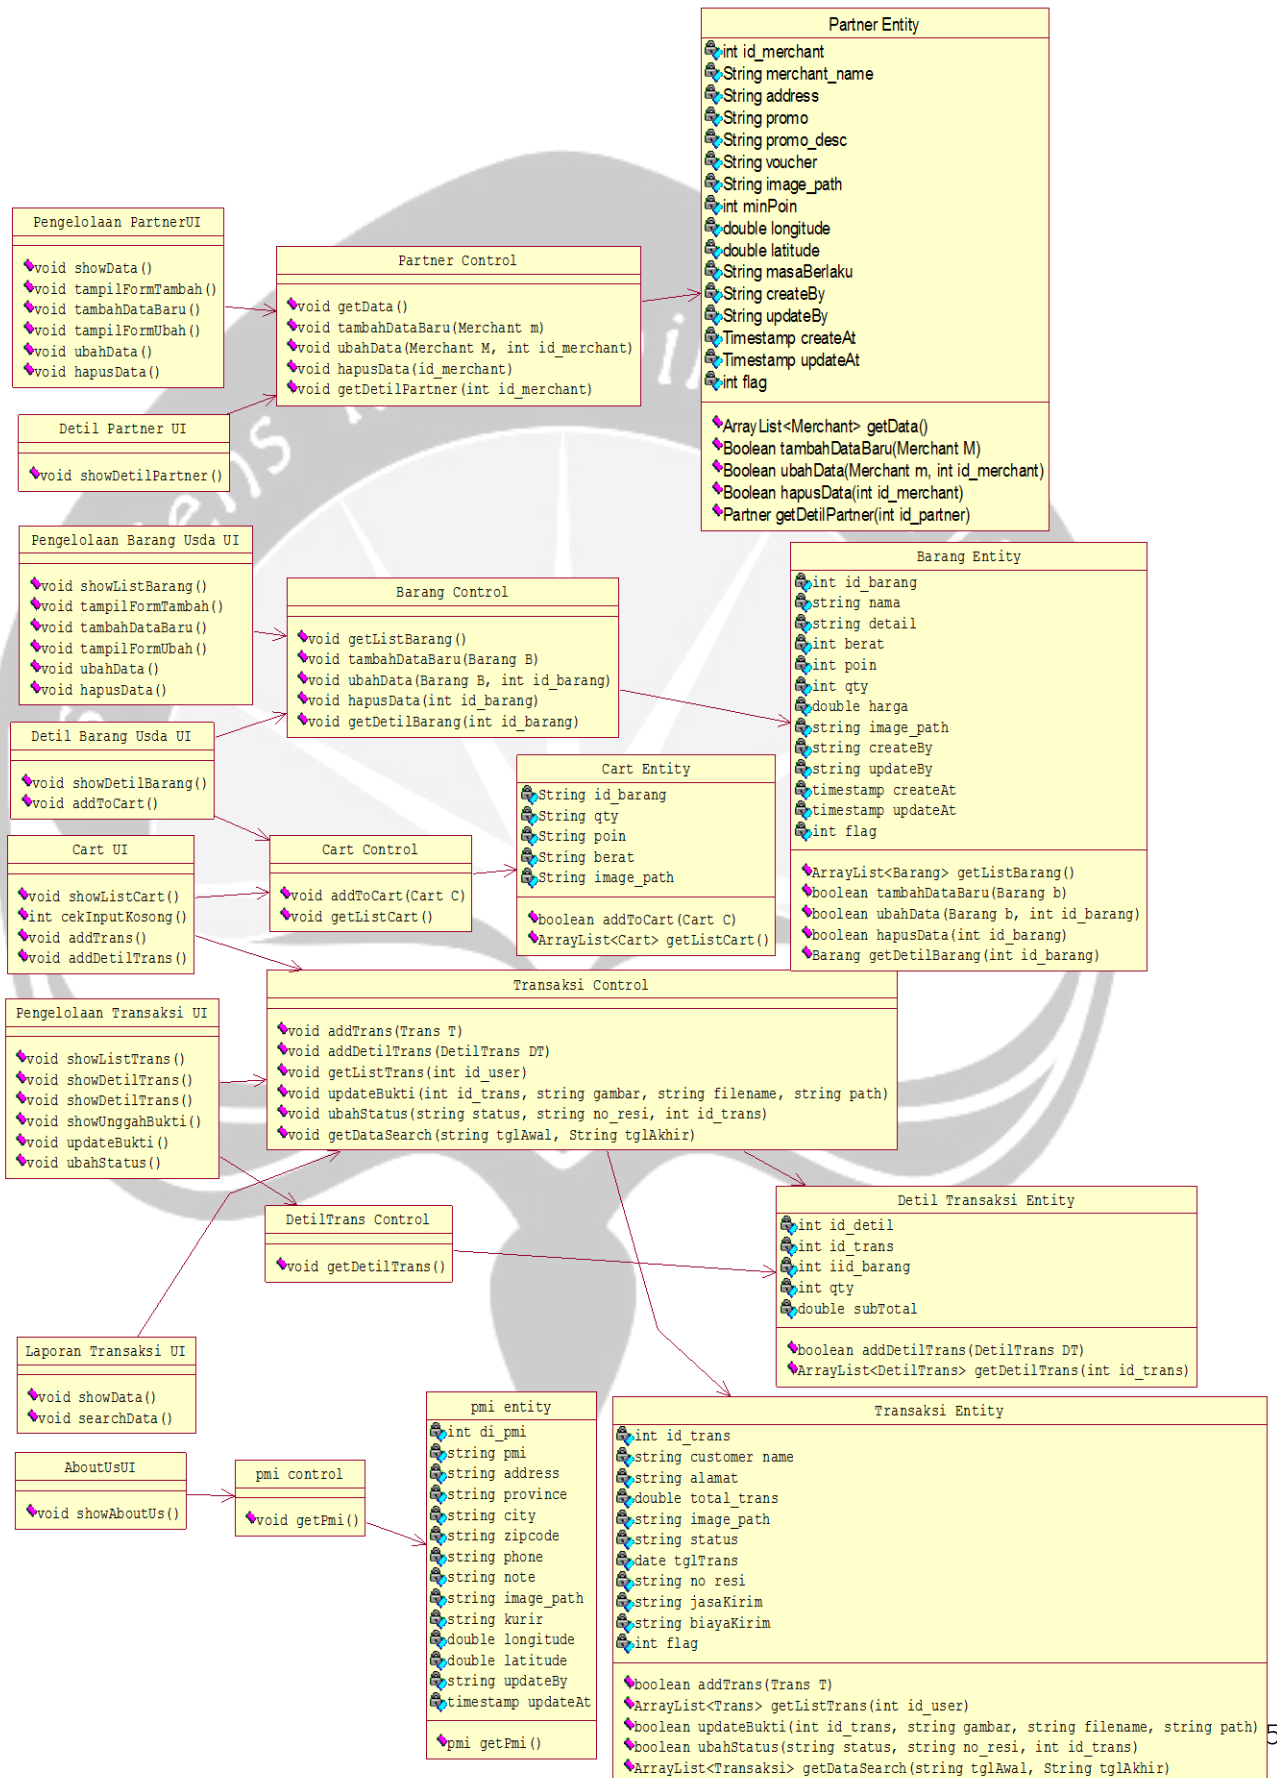 Partner Entity
int id_merchant
String merchant_name
String address
String promo
String promo_desc
String voucher
String image_path
int minPoin
double longitude
double latitude
String masaBerlaku
String createBy
String updateBy
Timestamp createAt
Timestamp updateAt
int flag
ArrayList<Merchant> getData()
Boolean tambahDataBaru(Merchant M)
Boolean ubahData(Merchant m, int id_merchant)
Boolean hapusData(int id_merchant)
Partner getDetilPartner(int id_partner)
Pengelolaan PartnerUI
void showData()
void tampilFormTambah()
void tambahDataBaru()
void tampilFormUbah()
void ubahData()
void hapusData()
Partner Control
void getData()
void tambahDataBaru(Merchant m)
void ubahData(Merchant M, int id_merchant)
void hapusData(id_merchant)
void getDetilPartner(int id_merchant)
Detil Partner UI
void showDetilPartner()
Pengelolaan Barang Usda UI
void showListBarang()
void tampilFormTambah()
void tambahDataBaru()
void tampilFormUbah()
void ubahData()
void hapusData()
Barang Control
void getListBarang()
void tambahDataBaru(Barang B)
void ubahData(Barang B, int id_barang)
void hapusData(int id_barang)
void getDetilBarang(int id_barang)
Barang Entity
int id_barang
string nama
string detail
int berat
int poin
int qty
double harga
string image_path
string createBy
string updateBy
timestamp createAt
timestamp updateAt
int flag
ArrayList<Barang> getListBarang()
boolean tambahDataBaru(Barang b)
boolean ubahData(Barang b, int id_barang)
boolean hapusData(int id_barang)
Barang getDetilBarang(int id_barang)
Detil Barang Usda UI
void showDetilBarang()
void addToCart()
Cart Entity
String id_barang
String qty
String poin
String berat
String image_path
boolean addToCart(Cart C)
ArrayList<Cart> getListCart()
Cart UI
void showListCart()
int cekInputKosong()
void addTrans()
void addDetilTrans()
Cart Control
void addToCart(Cart C)
void getListCart()
Transaksi Control
void addTrans(Trans T)
void addDetilTrans(DetilTrans DT)
void getListTrans(int id_user)
void updateBukti(int id_trans, string gambar, string filename, string path)
void ubahStatus(string status, string no_resi, int id_trans)
void getDataSearch(string tglAwal, String tglAkhir)
Pengelolaan Transaksi UI
void showListTrans()
void showDetilTrans()
void showDetilTrans()
void showUnggahBukti()
void updateBukti()
void ubahStatus()
DetilTrans Control
void getDetilTrans()
Detil Transaksi Entity
int id_detil
int id_trans
int iid_barang
int qty
double subTotal
boolean addDetilTrans(DetilTrans DT)
ArrayList<DetilTrans> getDetilTrans(int id_trans)
Laporan Transaksi UI
void showData()
void searchData()
AboutUsUI
void showAboutUs()
pmi control
void getPmi()
pmi entity
int di_pmi
string pmi
string address
string province
string city
string zipcode
string phone
string note
string image_path
string kurir
double longitude
double latitude
string updateBy
timestamp updateAt
pmi getPmi()
Transaksi Entity
int id_trans
string customer name
string alamat
double total_trans
string image_path
string status
date tglTrans
string no resi
string jasaKirim
string biayaKirim
int flag
boolean addTrans(Trans T)
ArrayList<Trans> getListTrans(int id_user)
boolean updateBukti(int id_trans, string gambar, string filename, string path)
boolean ubahStatus(string status, string no_resi, int id_trans)
ArrayList<Transaksi> getDataSearch(string tglAwal, String tglAkhir)
5